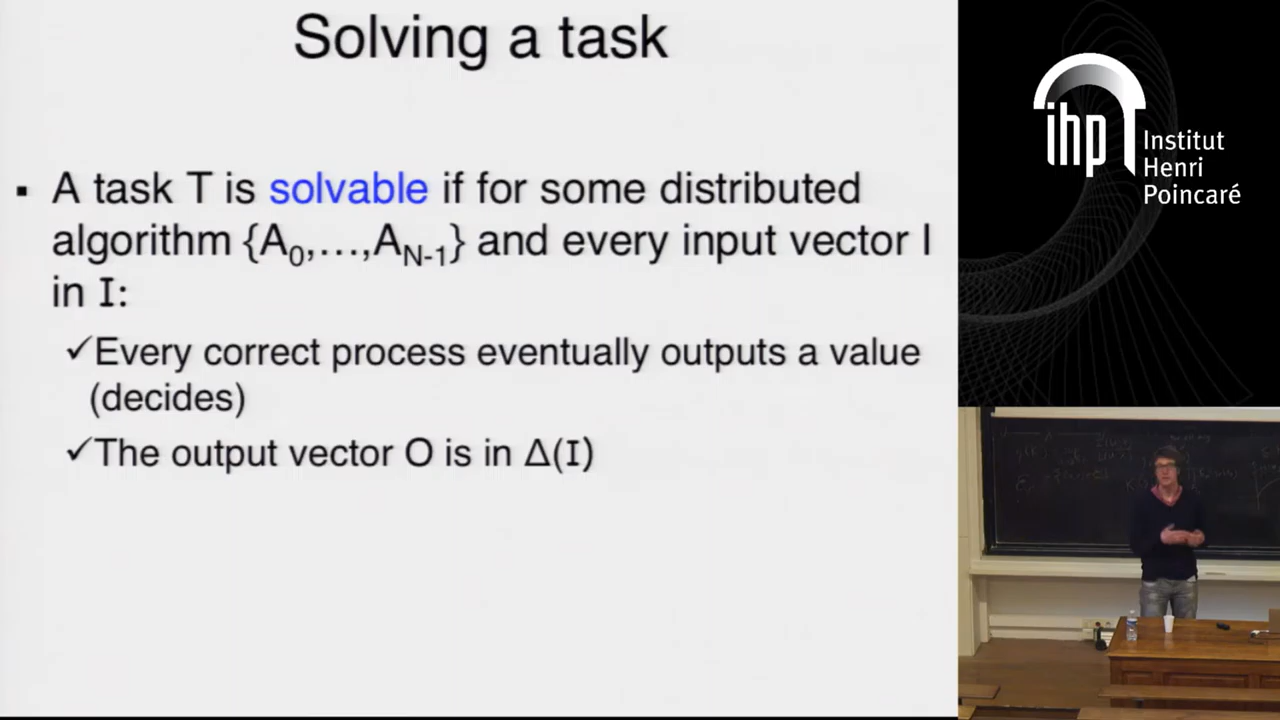 Solving a task
▪ A task T is solvable if for some distributed
algorithm {A0,…,AN-1} and every input vector I
in I:
✓Every correct process eventually outputs a value
(decides)
✓The output vector O is in Δ(I)
ihp
Institut
Henri
Poincaré